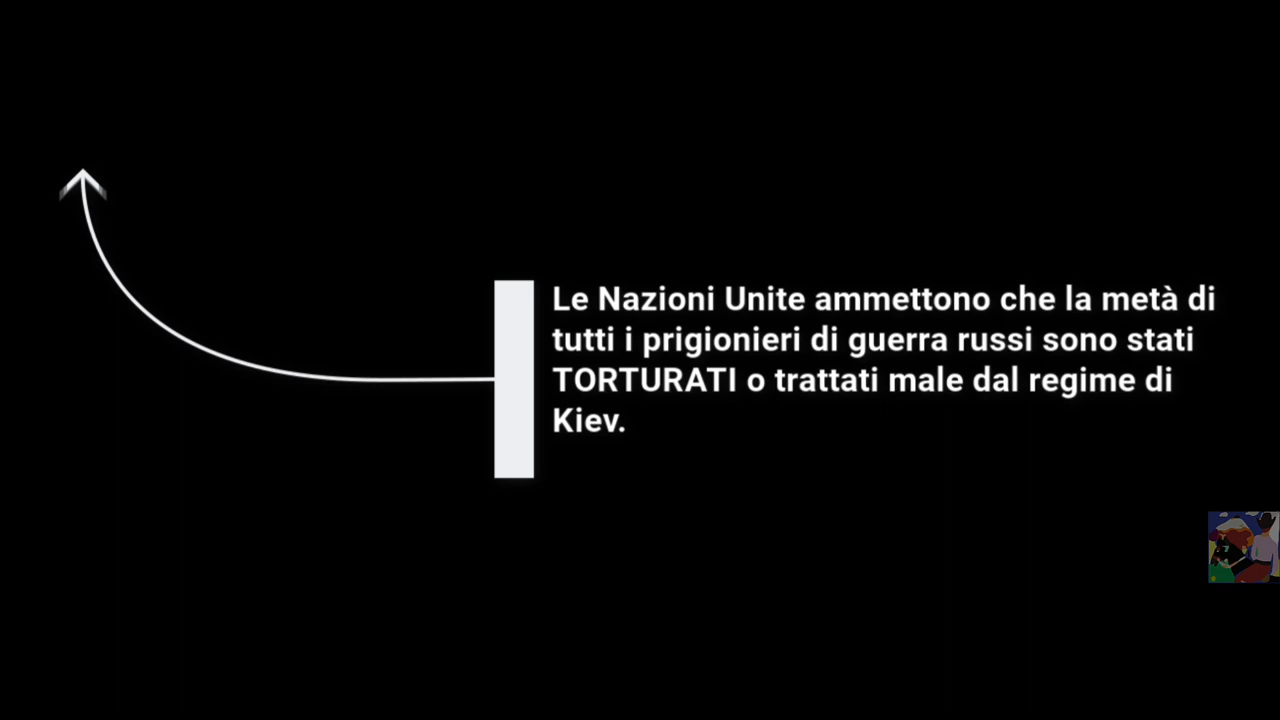 Le Nazioni Unite ammettono che la metà di
tutti i prigionieri di guerra russi sono stati
TORTURATI o trattati male dal regime di
Kiev.